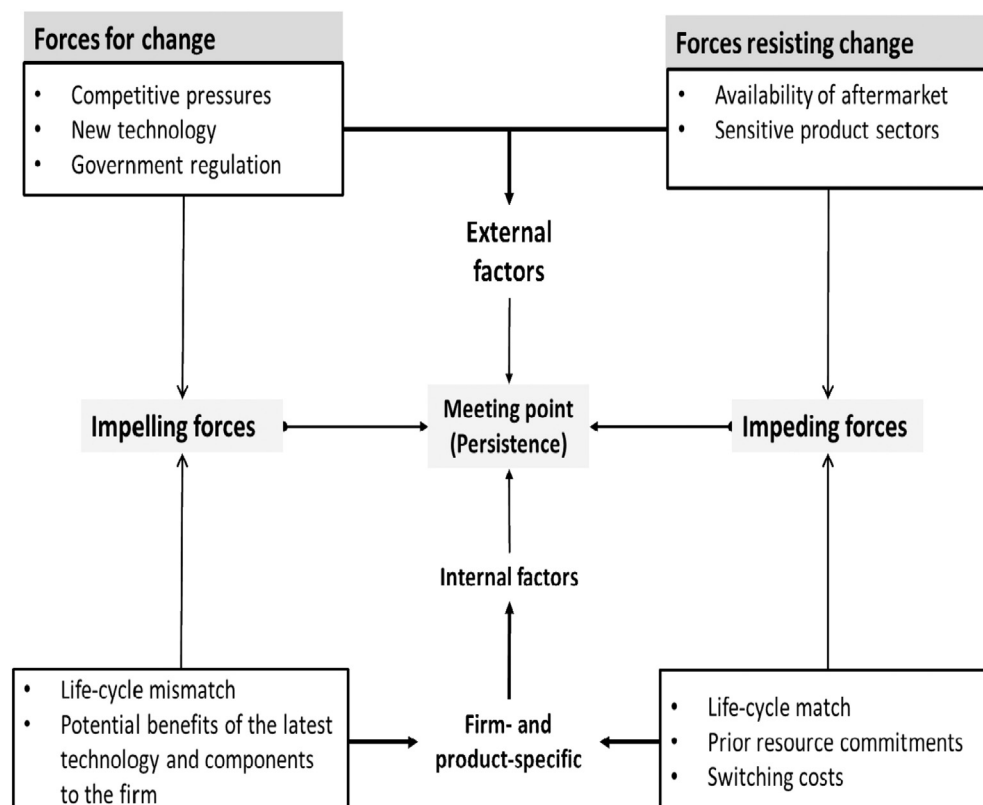 Forces for change
• Competitive pressures
• New technology
• Government regulation
Forces resisting change
• Availability of aftermarket
• Sensitive product sectors
External
factors
Impelling forces
Meeting point
(Persistence)
Impeding forces
Internal factors
• Life-cycle mismatch
• Potential benefits of the latest
technology and components
to the firm
Firm- and
product-specific
• Life-cycle match
• Prior resource commitments
• Switching costs